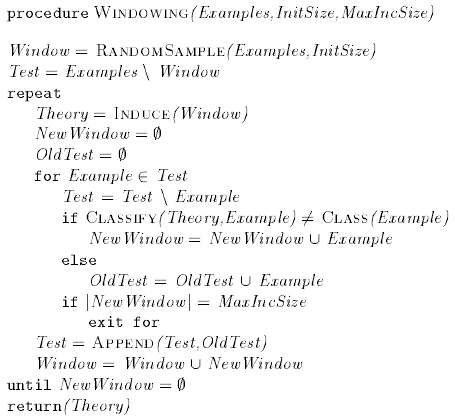 procedure WINDOWING(Examples,InitSize,MaxIncSize)
Window = RANDOMSAMPLE(Examples,InitSize)
Test = Examples \ Window
repeat
Theory = INDUCE(Window)
NewWindow = ∅
OldTest = ∅
for Example ∈ Test
Test = Test \ Example
if CLASSIFY(Theory,Example) ≠ CLASS(Example)
NewWindow = NewWindow ∪ Example
else
OldTest = OldTest ∪ Example
if |NewWindow| = MaxIncSize
exit for
Test = APPEND(Test,OldTest)
Window = Window ∪ NewWindow
until NewWindow = ∅
return(Theory)